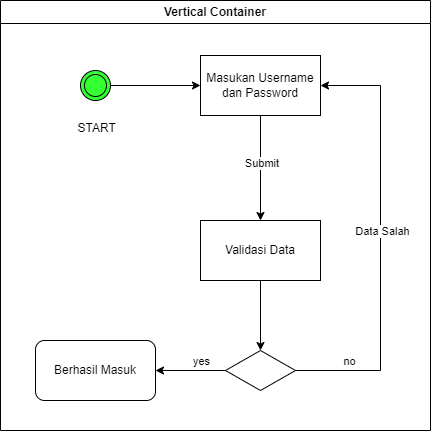 Vertical Container
Masukan Username
dan Password
START
Submit
Validasi Data
Data Salah
Berhasil Masuk
yes
no